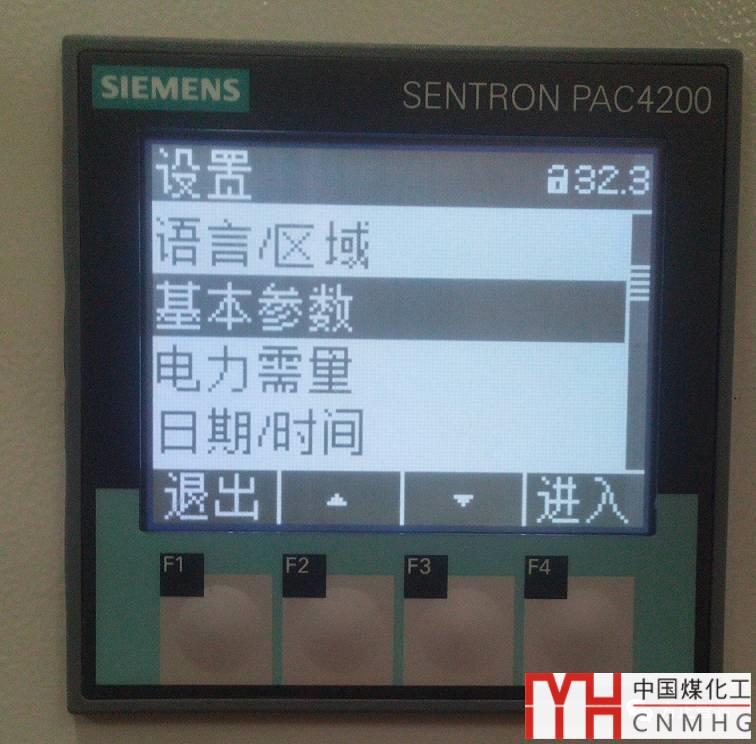 SIEMENS
SENTRON PAC4200
设置 32.3
语言/区域
基本参数
电力需量
日期/时间
退出 ▲ ▼ 进入
F1 F2 F3 F4
MH 中国煤化工
CNMHG